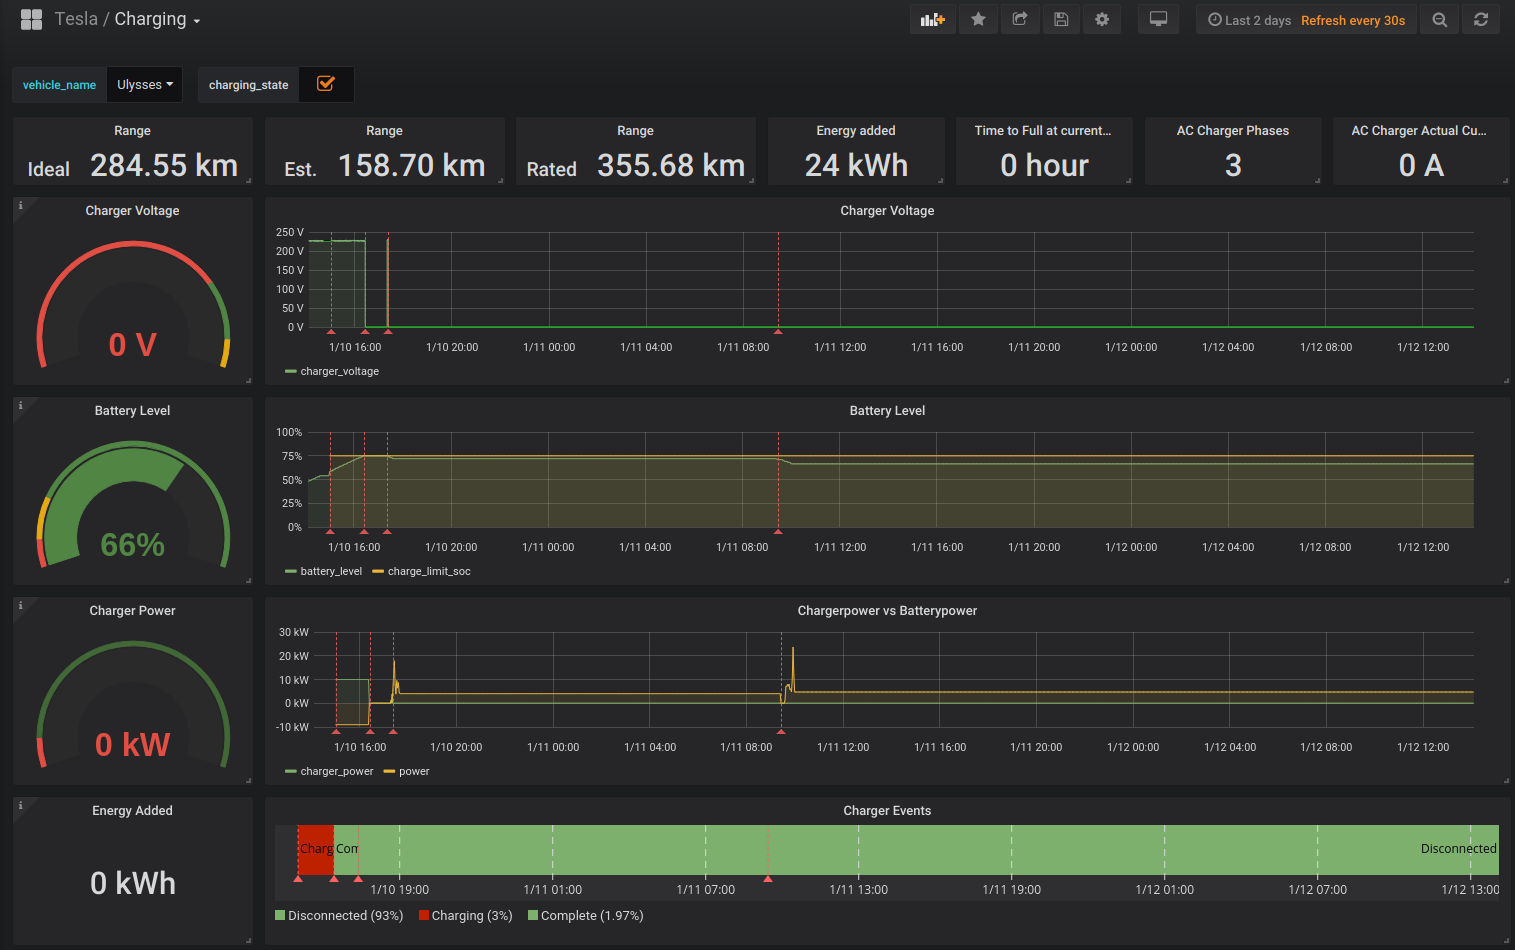 Tesla / Charging
Last 2 days Refresh every 30s
vehicle_name Ulysses charging_state
Range
Ideal 284.55 km
Range
Est. 158.70 km
Range
Rated 355.68 km
Energy added
24 kWh
Time to Full at current...
0 hour
AC Charger Phases
3
AC Charger Actual Cu...
0 A
Charger Voltage
0 V
Charger Voltage
250 V
200 V
150 V
100 V
50 V
0 V
1/10 16:00 1/10 20:00 1/11 00:00 1/11 04:00 1/11 08:00 1/11 12:00 1/11 16:00 1/11 20:00 1/12 00:00 1/12 04:00 1/12 08:00 1/12 12:00
charger_voltage
Battery Level
66%
Battery Level
100%
75%
50%
25%
0%
1/10 16:00 1/10 20:00 1/11 00:00 1/11 04:00 1/11 08:00 1/11 12:00 1/11 16:00 1/11 20:00 1/12 00:00 1/12 04:00 1/12 08:00 1/12 12:00
battery_level charge_limit_soc
Charger Power
0 kW
Chargerpower vs Batterypower
30 kW
20 kW
10 kW
0 kW
-10 kW
1/10 16:00 1/10 20:00 1/11 00:00 1/11 04:00 1/11 08:00 1/11 12:00 1/11 16:00 1/11 20:00 1/12 00:00 1/12 04:00 1/12 08:00 1/12 12:00
charger_power power
Energy Added
0 kWh
Charger Events
Charg Com Disconnected
1/10 19:00 1/11 01:00 1/11 07:00 1/11 13:00 1/11 19:00 1/12 01:00 1/12 07:00 1/12 13:00
Disconnected (93%) Charging (3%) Complete (1.97%)